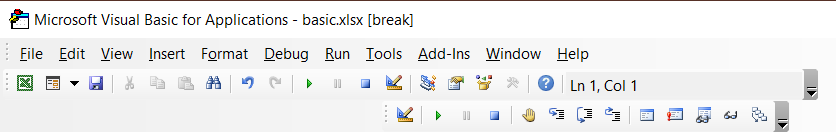 Microsoft Visual Basic for Applications - basic.xlsx [break]
File Edit View Insert Format Debug Run Tools Add-Ins Window Help
Ln 1, Col 1